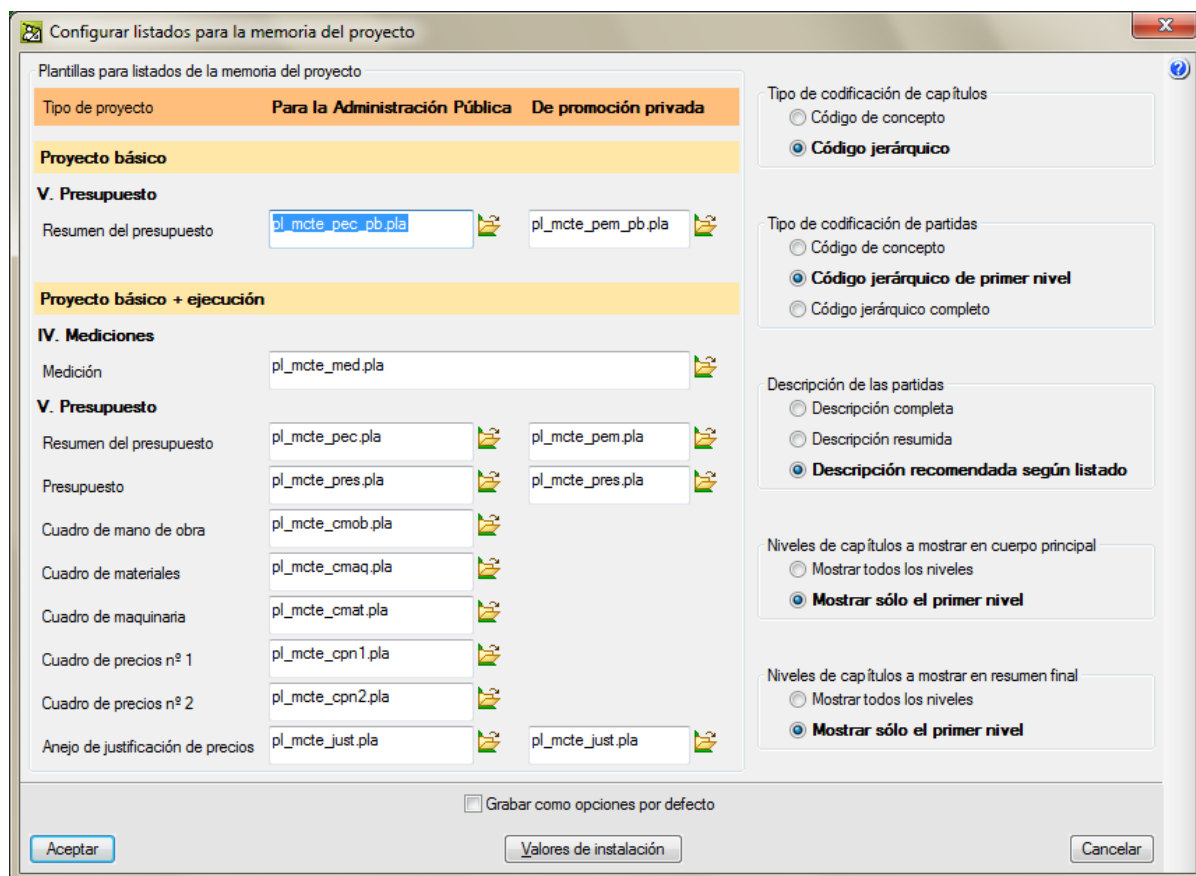 Configurar listados para la memoria del proyecto
Plantillas para listados de la memoria del proyecto
Tipo de proyecto Para la Administración Pública De promoción privada
Proyecto básico
V. Presupuesto
Resumen del presupuesto pl_mcte_pec_pb.pla pl_mcte_pem_pb.pla
Proyecto básico + ejecución
IV. Mediciones
Medición pl_mcte_med.pla
V. Presupuesto
Resumen del presupuesto pl_mcte_pec.pla pl_mcte_pem.pla
Presupuesto pl_mcte_pres.pla pl_mcte_pres.pla
Cuadro de mano de obra pl_mcte_cmob.pla
Cuadro de materiales pl_mcte_cmaq.pla
Cuadro de maquinaria pl_mcte_cmat.pla
Cuadro de precios nº 1 pl_mcte_cpn1.pla
Cuadro de precios nº 2 pl_mcte_cpn2.pla
Anejo de justificación de precios pl_mcte_just.pla pl_mcte_just.pla
Tipo de codificación de capítulos
Código de concepto
Código jerárquico
Tipo de codificación de partidas
Código de concepto
Código jerárquico de primer nivel
Código jerárquico completo
Descripción de las partidas
Descripción completa
Descripción resumida
Descripción recomendada según listado
Niveles de capítulos a mostrar en cuerpo principal
Mostrar todos los niveles
Mostrar sólo el primer nivel
Niveles de capítulos a mostrar en resumen final
Mostrar todos los niveles
Mostrar sólo el primer nivel
Grabar como opciones por defecto
Aceptar Valores de instalación Cancelar